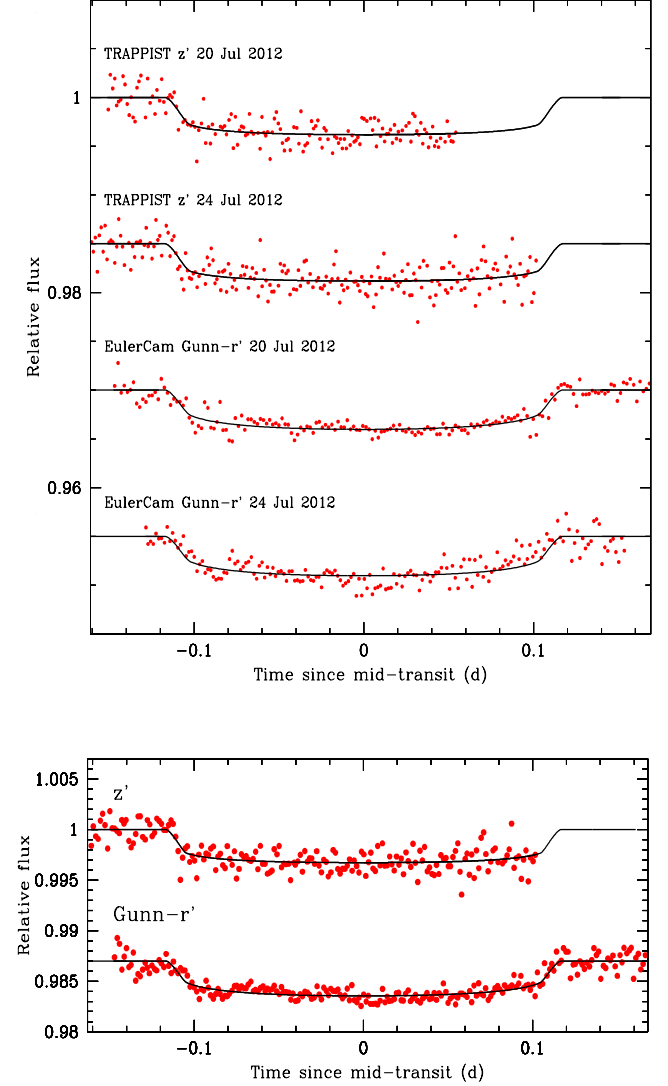 TRAPPIST z' 20 Jul 2012
1
TRAPPIST z' 24 Jul 2012
0.98
Relative flux
EulerCam Gunn-r' 20 Jul 2012
0.96
EulerCam Gunn-r' 24 Jul 2012
-0.1 0 0.1
Time since mid-transit (d)
1.005
z'
1
0.995
Relative flux
0.99
Gunn-r'
0.985
0.98
-0.1 0 0.1
Time since mid-transit (d)